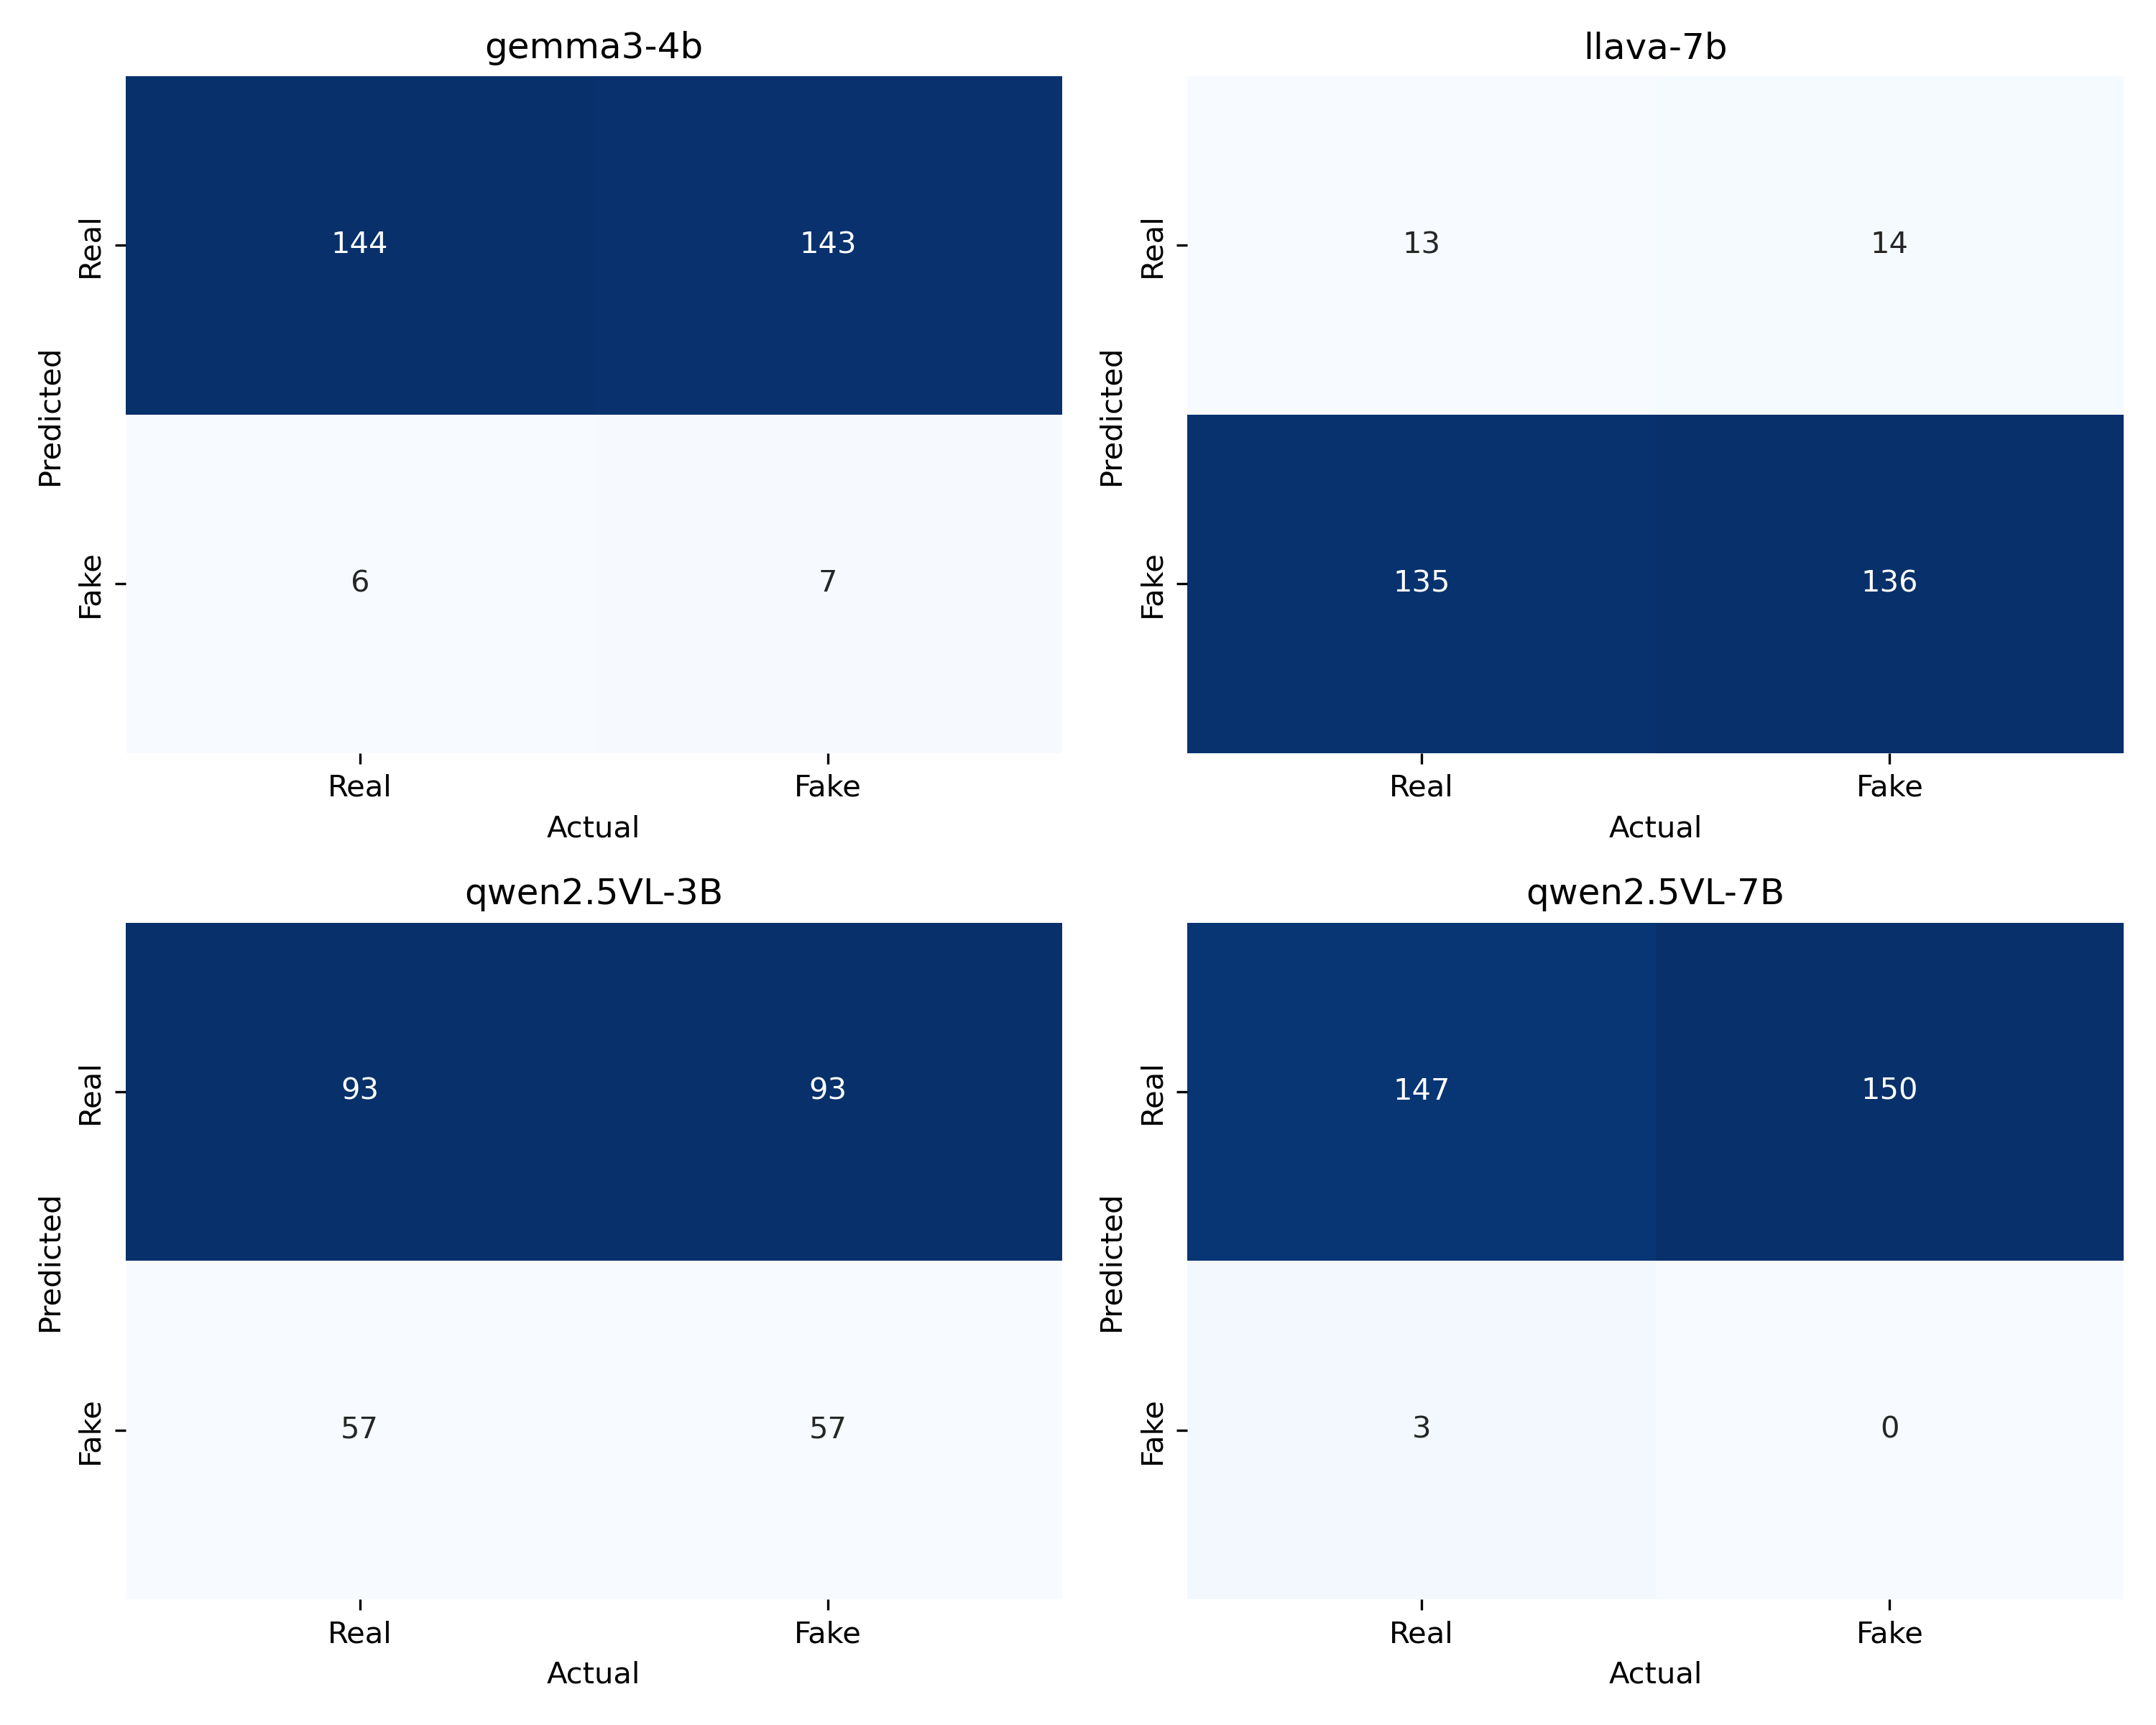 gemma3-4b
Predicted
Real
144 143
Fake
6 7
Real Fake
Actual
llava-7b
Predicted
Real
13 14
Fake
135 136
Real Fake
Actual
qwen2.5VL-3B
Predicted
Real
93 93
Fake
57 57
Real Fake
Actual
qwen2.5VL-7B
Predicted
Real
147 150
Fake
3 0
Real Fake
Actual